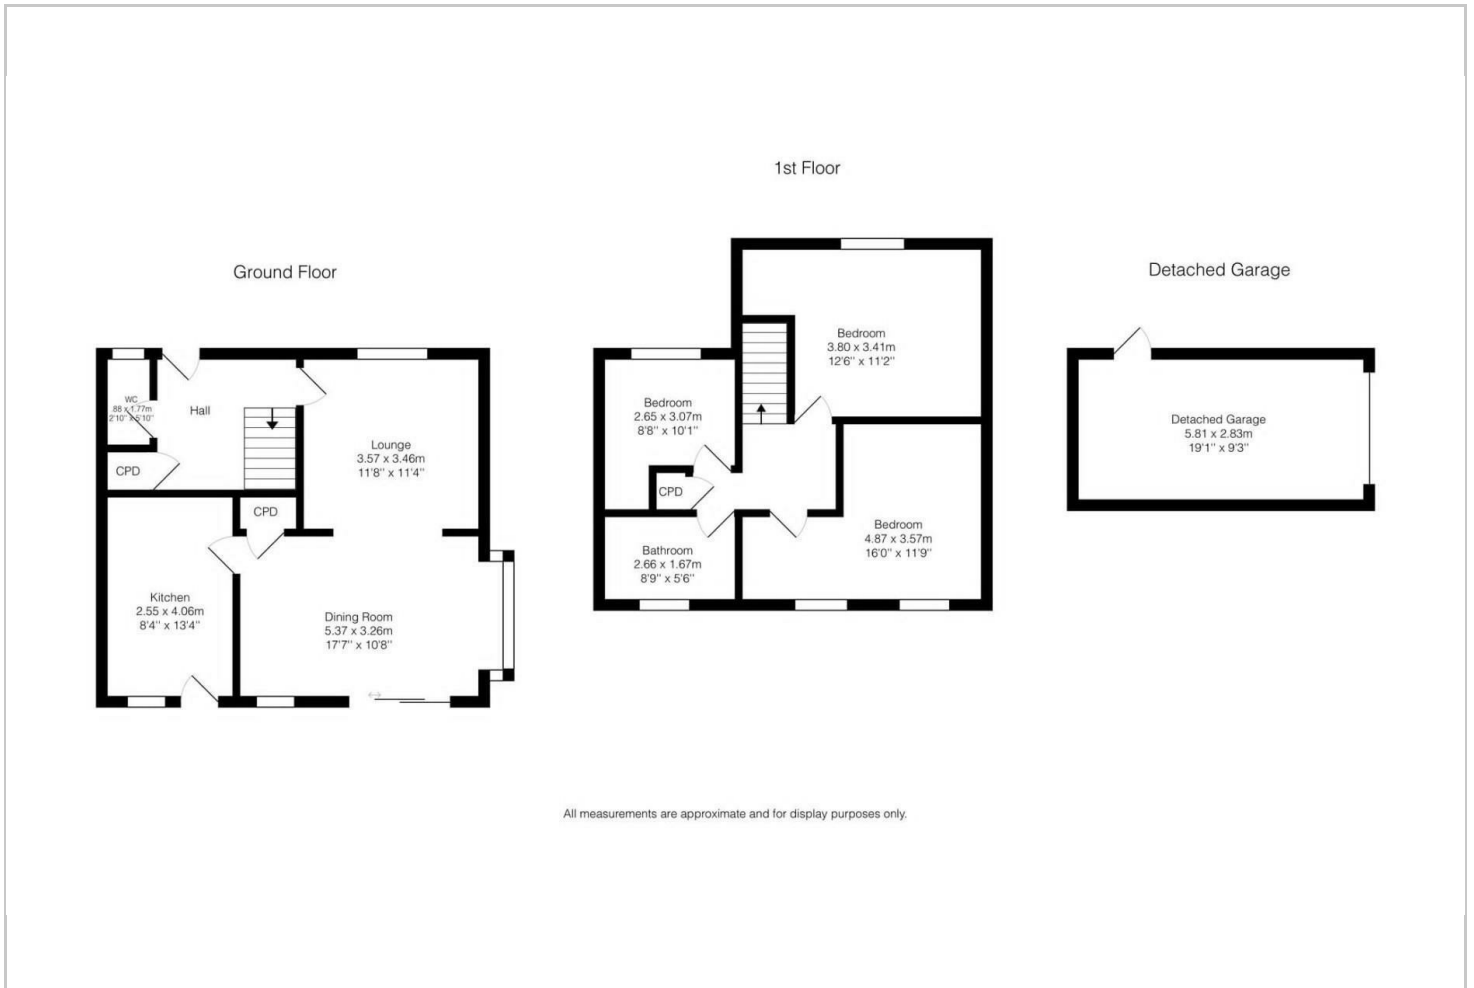 1st Floor
Ground Floor
Detached Garage
WC
.88 x 1.77m
2'10'' x 5'10''
Hall
CPD
Lounge
3.57 x 3.46m
11'8'' x 11'4''
CPD
Kitchen
2.55 x 4.06m
8'4'' x 13'4''
Dining Room
5.37 x 3.26m
17'7'' x 10'8''
Bedroom
3.80 x 3.41m
12'6'' x 11'2''
Bedroom
2.65 x 3.07m
8'8'' x 10'1''
CPD
Bedroom
4.87 x 3.57m
16'0'' x 11'9''
Bathroom
2.66 x 1.67m
8'9'' x 5'6''
Detached Garage
5.81 x 2.83m
19'1'' x 9'3''
All measurements are approximate and for display purposes only.